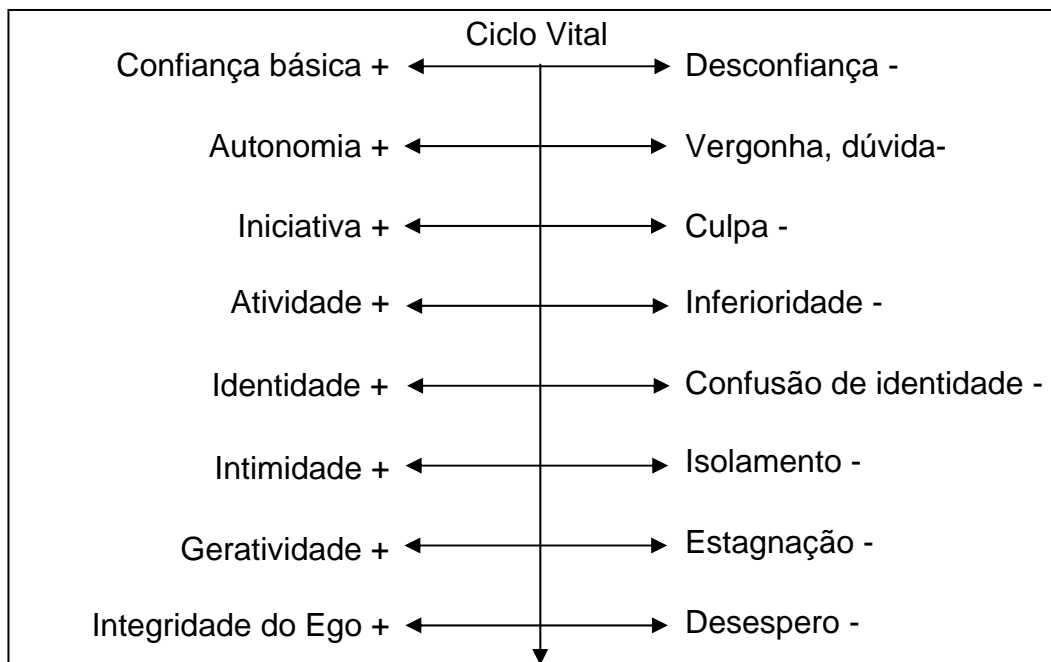 Ciclo Vital
Confiança básica + Desconfiança -
Autonomia + Vergonha, dúvida-
Iniciativa + Culpa -
Atividade + Inferioridade -
Identidade + Confusão de identidade -
Intimidade + Isolamento -
Geratividade + Estagnação -
Integridade do Ego + Desespero -